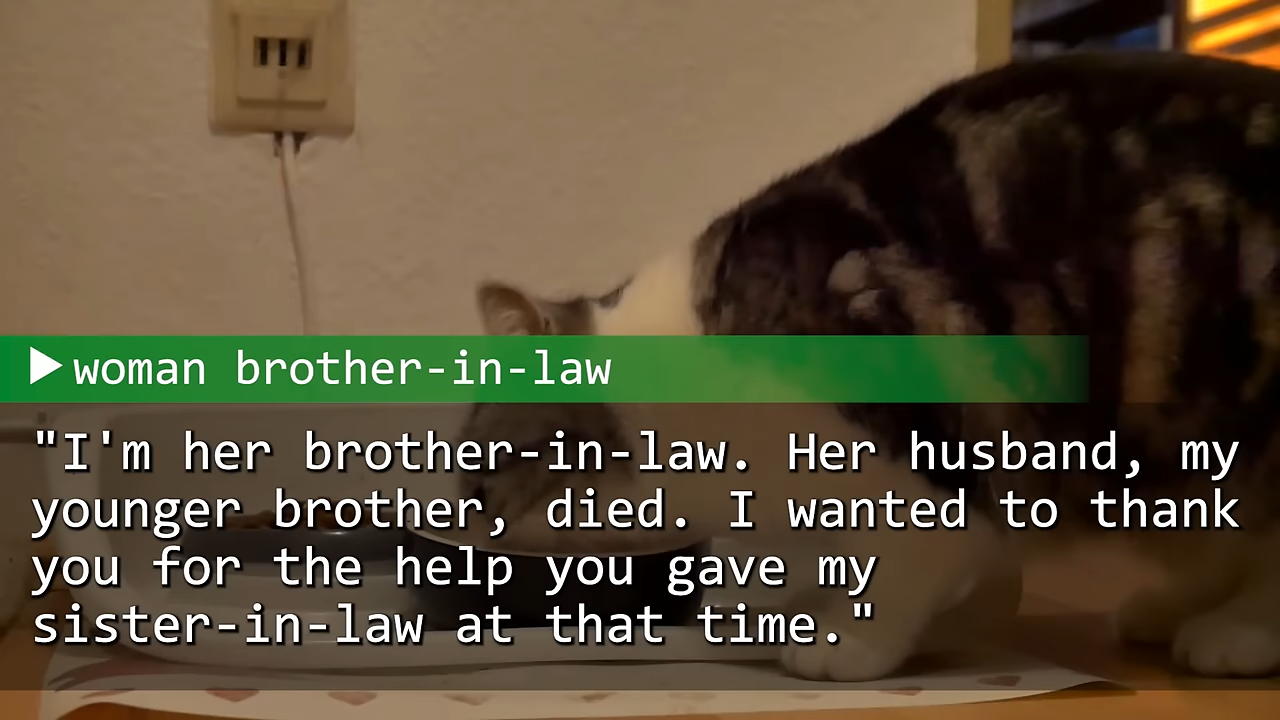 woman brother-in-law
"I'm her brother-in-law. Her husband, my
younger brother, died. I wanted to thank
you for the help you gave my
sister-in-law at that time."